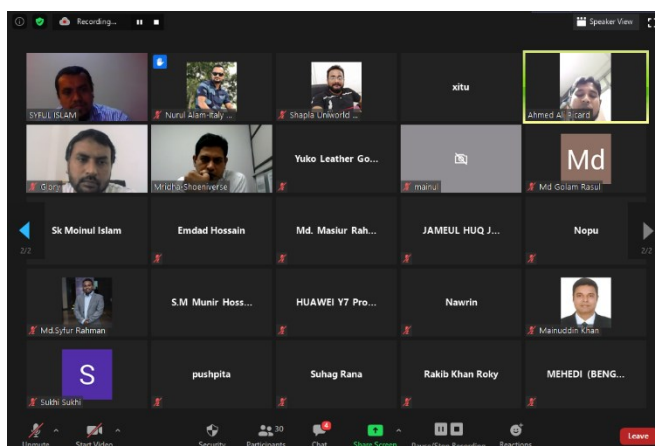 Recording...
Speaker View
SYFUL ISLAM
Nurul Alam-Italy ...
Shapla Uniworld ...
xitu
Ahmed Ali Ricard
Glory
Mridha-Shoeniverse
Yuko Leather Go...
mainul
Md
Md Golam Rasul
Sk Moinul Islam
Emdad Hossain
Md. Masiur Rah...
JAMEUL HUQ J...
Nopu
2/2
2/2
Md.Syfur Rahman
S.M Munir Hoss...
HUAWEI Y7 Pro...
Nawrin
Mainuddin Khan
S
Sukhi Sukhi
pushpita
Suhag Rana
Rakib Khan Roky
MEHEDI (BENG...
30
4
Unmute
Start Video
Security
Participants
Chat
Share Screen
Pause/Stop Recording
Reactions
Leave